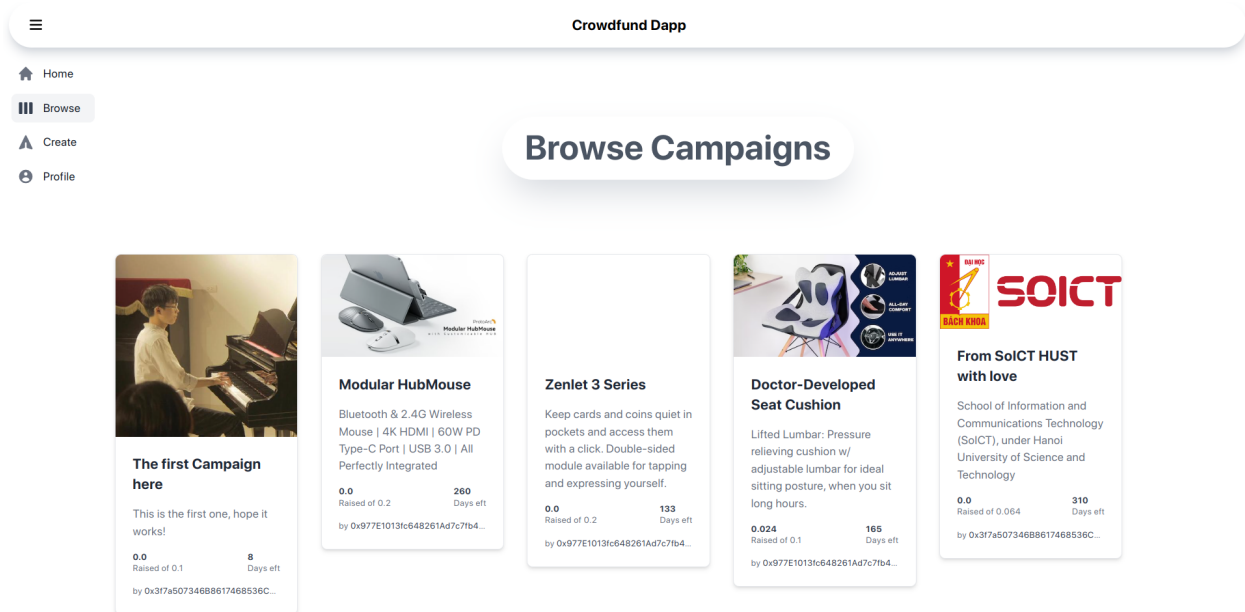 Crowdfund Dapp
Home
Browse
Create
Profile
Browse Campaigns
The first Campaign
here
This is the first one, hope it
works!
0.0
8
Raised of 0.1
Days eft
by 0x3f7a507346B8617468536C...
Modular HubMouse
Modular HubMouse
Bluetooth & 2.4G Wireless
Mouse | 4K HDMI | 60W PD
Type-C Port | USB 3.0 | All
Perfectly Integrated
0.0
260
Raised of 0.2
Days eft
by 0x977E1013fc648261Ad7c7fb4...
Zenlet 3 Series
Keep cards and coins quiet in
pockets and access them
with a click. Double-sided
module available for tapping
and expressing yourself.
0.0
133
Raised of 0.2
Days eft
by 0x977E1013fc648261Ad7c7fb4...
ADJUST
LUMBAR
ALL-DAY
COMFORT
USE IT
ANYWHERE
Doctor-Developed
Seat Cushion
Lifted Lumbar: Pressure
relieving cushion w/
adjustable lumbar for ideal
sitting posture, when you sit
long hours.
0.024
165
Raised of 0.1
Days eft
by 0x977E1013fc648261Ad7c7fb4...
ĐẠI HỌC
BÁCH KHOA
SOICT
From SoICT HUST
with love
School of Information and
Communications Technology
(SoICT), under Hanoi
University of Science and
Technology
0.0
310
Raised of 0.064
Days eft
by 0x3f7a507346B8617468536C...